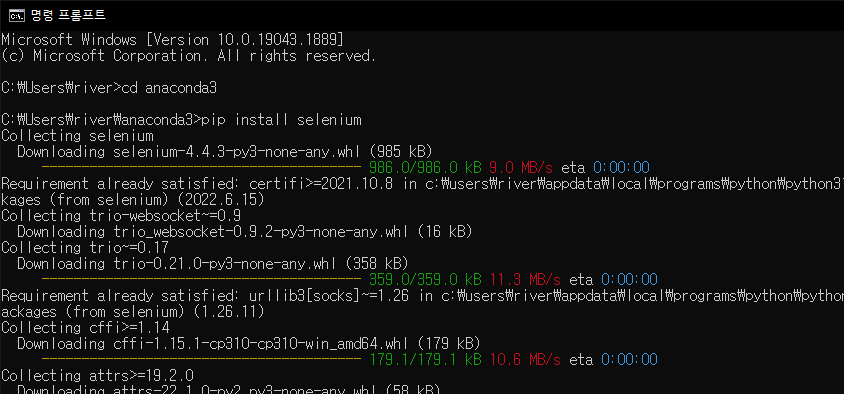 명령 프롬프트
Microsoft Windows [Version 10.0.19043.1889]
(c) Microsoft Corporation. All rights reserved.
C:₩Users₩river>cd anaconda3
C:₩Users₩river₩anaconda3>pip install selenium
Collecting selenium
Downloading selenium-4.4.3-py3-none-any.whl (985 kB)
---------------------------------------- 986.0/986.0 kB 9.0 MB/s eta 0:00:00
Requirement already satisfied: certifi>=2021.10.8 in c:₩users₩river₩appdata₩local₩programs₩python₩python3
kages (from selenium) (2022.6.15)
Collecting trio-websocket~=0.9
Downloading trio_websocket-0.9.2-py3-none-any.whl (16 kB)
Collecting trio~=0.17
Downloading trio-0.21.0-py3-none-any.whl (358 kB)
---------------------------------------- 359.0/359.0 kB 11.3 MB/s eta 0:00:00
Requirement already satisfied: urllib3[socks]~=1.26 in c:₩users₩river₩appdata₩local₩programs₩python₩python
ackages (from selenium) (1.26.11)
Collecting cffi>=1.14
Downloading cffi-1.15.1-cp310-cp310-win_amd64.whl (179 kB)
---------------------------------------- 179.1/179.1 kB 10.6 MB/s eta 0:00:00
Collecting attrs>=19.2.0
Downloading attrs-22.1.0-py2.py3-none-any.whl (58 kB)